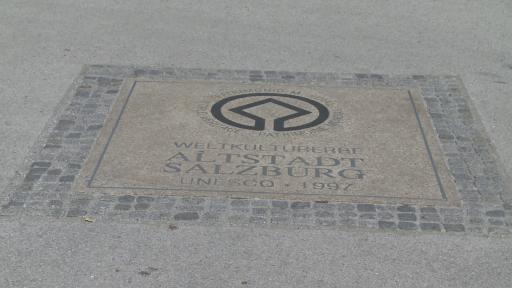 WELTKULTURERBE
ALTSTADT
SALZBURG
UNESCO • 1997